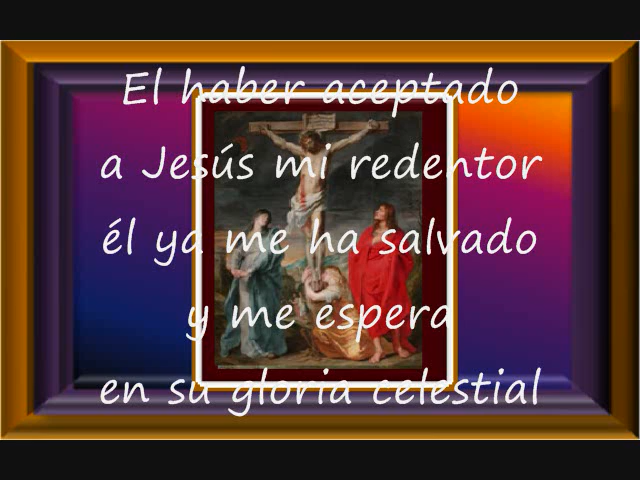 El haber aceptado
a Jesús mi redentor
él ya me ha salvado
y me espera
en su gloria celestial